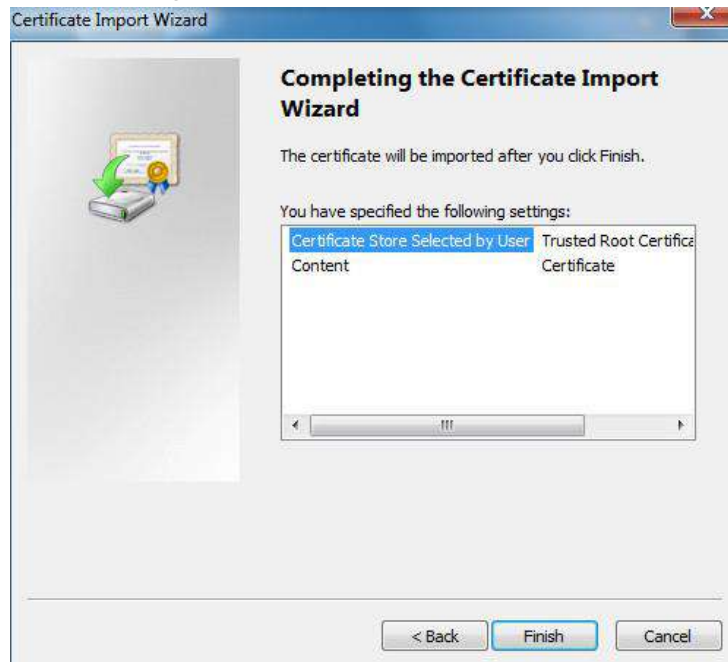 Certificate Import Wizard
Completing the Certificate Import
Wizard
The certificate will be imported after you click Finish.
You have specified the following settings:
Certificate Store Selected by User Trusted Root Certifica
Content Certificate
< Back Finish Cancel